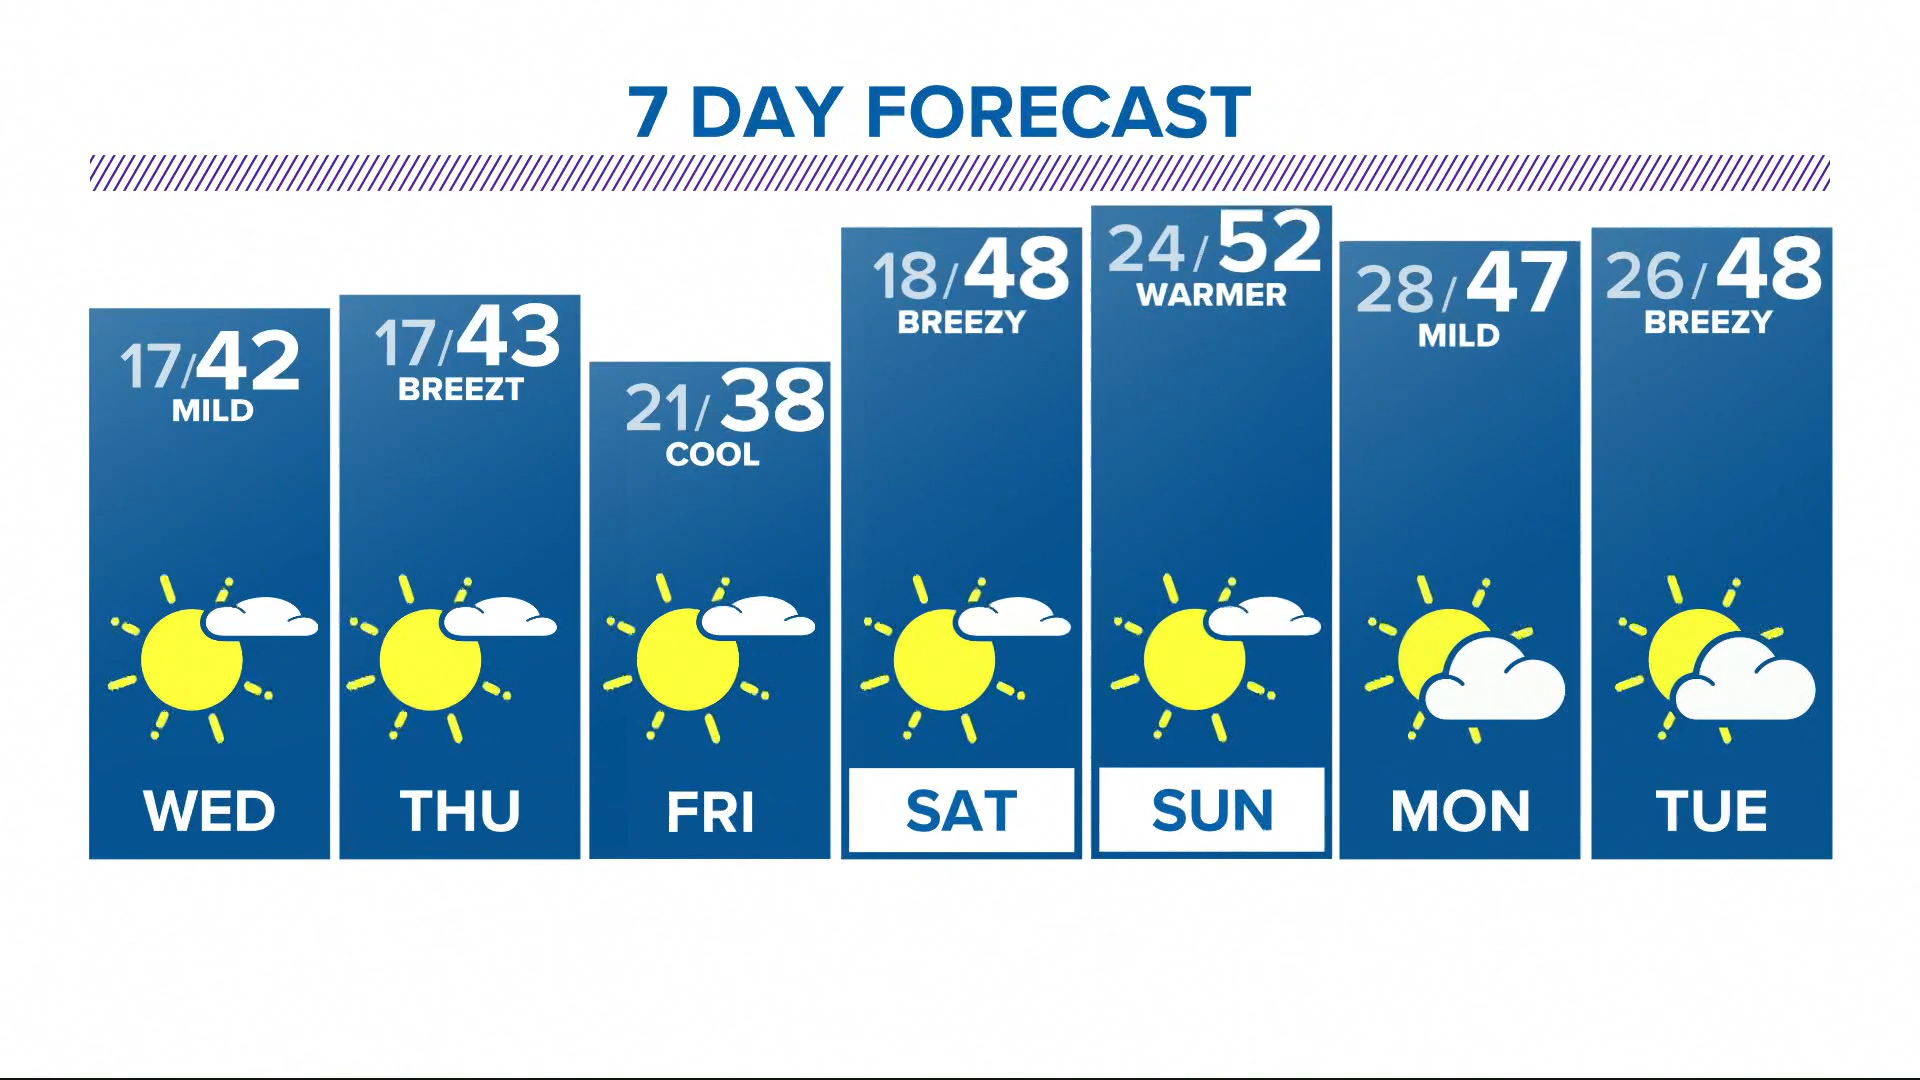 7 DAY FORECAST
17/42
MILD
WED
17/43
BREEZT
THU
21/38
COOL
FRI
18/48
BREEZY
SAT
24/52
WARMER
SUN
28/47
MILD
MON
26/48
BREEZY
TUE